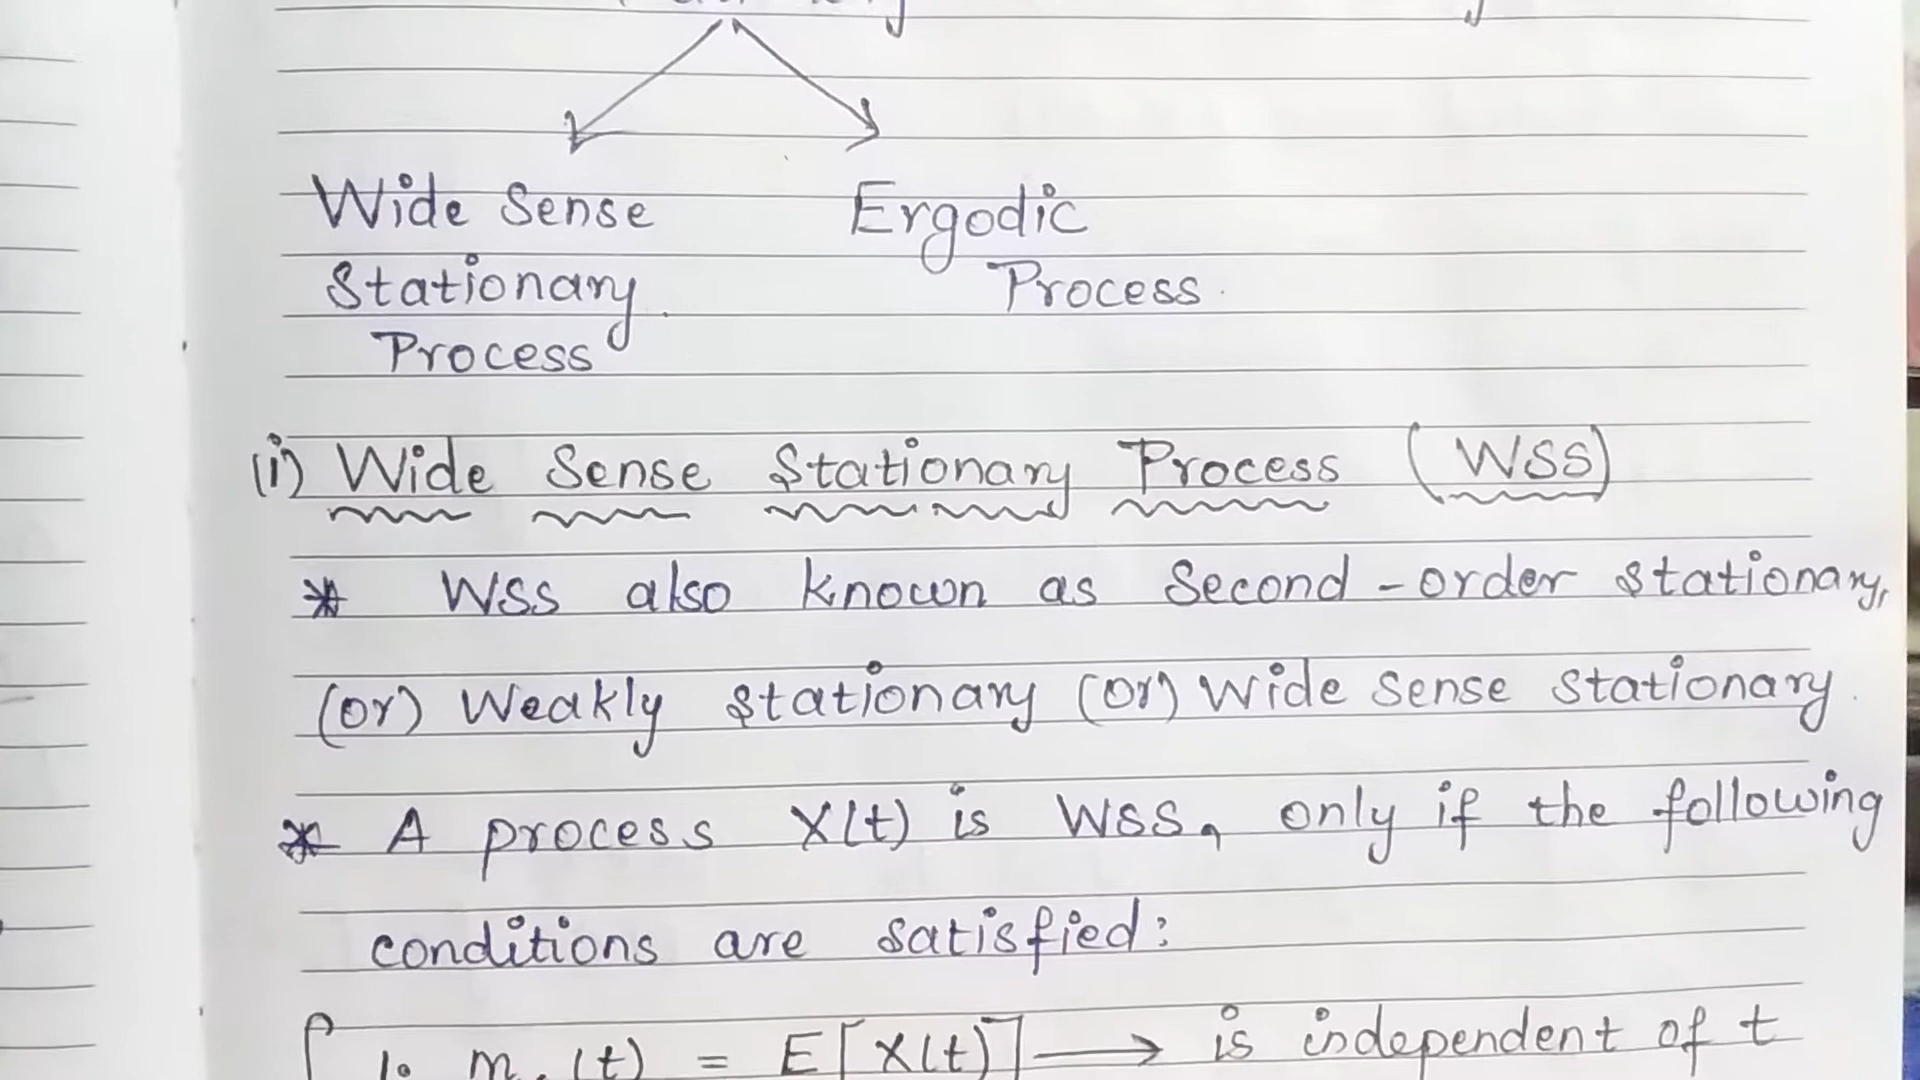 Wide Sense
Ergodic
Stationary
Process
Process
(i) Wide Sense Stationary Process (WSS)
* WSS also known as Second-order stationary,
(or) Weakly stationary (or) Wide Sense Stationary.
* A process X(t) is WSS, only if the following
conditions are satisfied:
= E[X(t)] → is independent of t